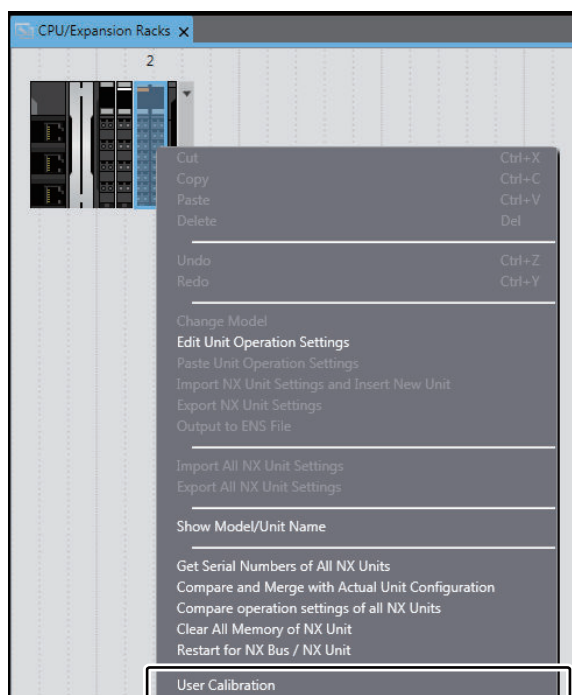 CPU/Expansion Racks
2
Cut Ctrl+X
Copy Ctrl+C
Paste Ctrl+V
Delete Del
Undo Ctrl+Z
Redo Ctrl+Y
Change Model
Edit Unit Operation Settings
Paste Unit Operation Settings
Import NX Unit Settings and Insert New Unit
Export NX Unit Settings
Output to ENS File
Import All NX Unit Settings
Export All NX Unit Settings
Show Model/Unit Name
Get Serial Numbers of All NX Units
Compare and Merge with Actual Unit Configuration
Compare operation settings of all NX Units
Clear All Memory of NX Unit
Restart for NX Bus / NX Unit
User Calibration